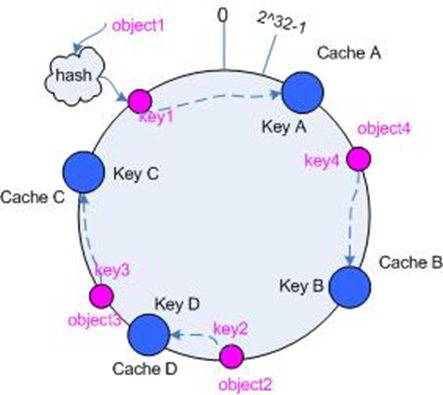 0
2^32-1
object1
Cache A
hash
key1
Key A
object4
key4
Key C
Cache C
Cache B
Key B
key3
object3
Key D
key2
Cache D
object2